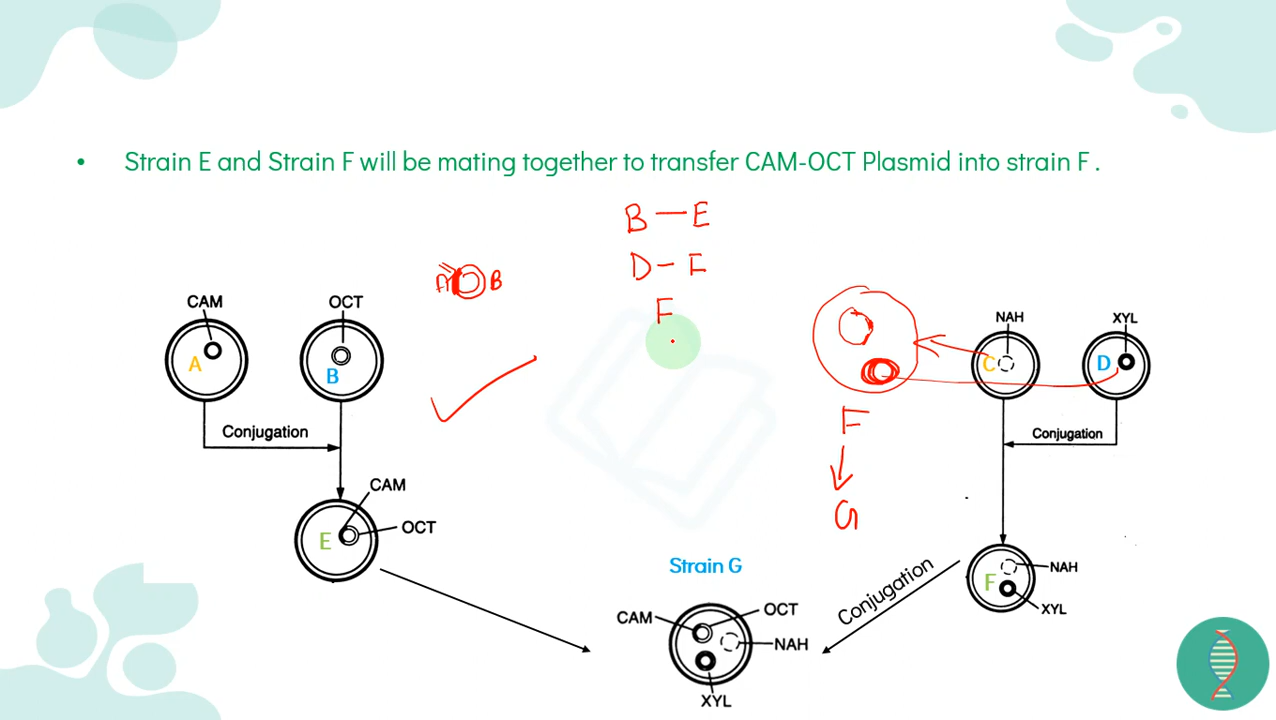 • Strain E and Strain F will be mating together to transfer CAM-OCT Plasmid into strain F .
B — E
D - F
F
A B
CAM
OCT
A
B
Conjugation
CAM
OCT
E
NAH
XYL
C
D
Conjugation
F
G
NAH
F
XYL
Conjugation
Strain G
CAM
OCT
NAH
XYL